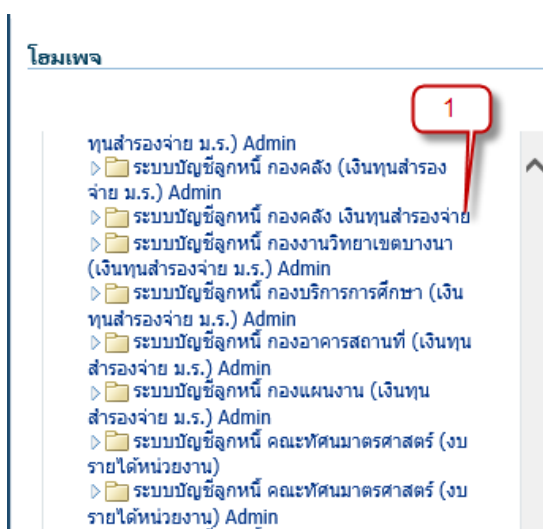 โฮมเพจ
1
ทุนสำรองจ่าย ม.ร.) Admin
ระบบบัญชีลูกหนี้ กองคลัง (เงินทุนสำรอง
จ่าย ม.ร.) Admin
ระบบบัญชีลูกหนี้ กองคลัง เงินทุนสำรองจ่าย
ระบบบัญชีลูกหนี้ กองงานวิทยาเขตบางนา
(เงินทุนสำรองจ่าย ม.ร.) Admin
ระบบบัญชีลูกหนี้ กองบริการการศึกษา (เงิน
ทุนสำรองจ่าย ม.ร.) Admin
ระบบบัญชีลูกหนี้ กองอาคารสถานที่ (เงินทุน
สำรองจ่าย ม.ร.) Admin
ระบบบัญชีลูกหนี้ กองแผนงาน (เงินทุน
สำรองจ่าย ม.ร.) Admin
ระบบบัญชีลูกหนี้ คณะทัศนมาตรศาสตร์ (งบ
รายได้หน่วยงาน)
ระบบบัญชีลูกหนี้ คณะทัศนมาตรศาสตร์ (งบ
รายได้หน่วยงาน) Admin